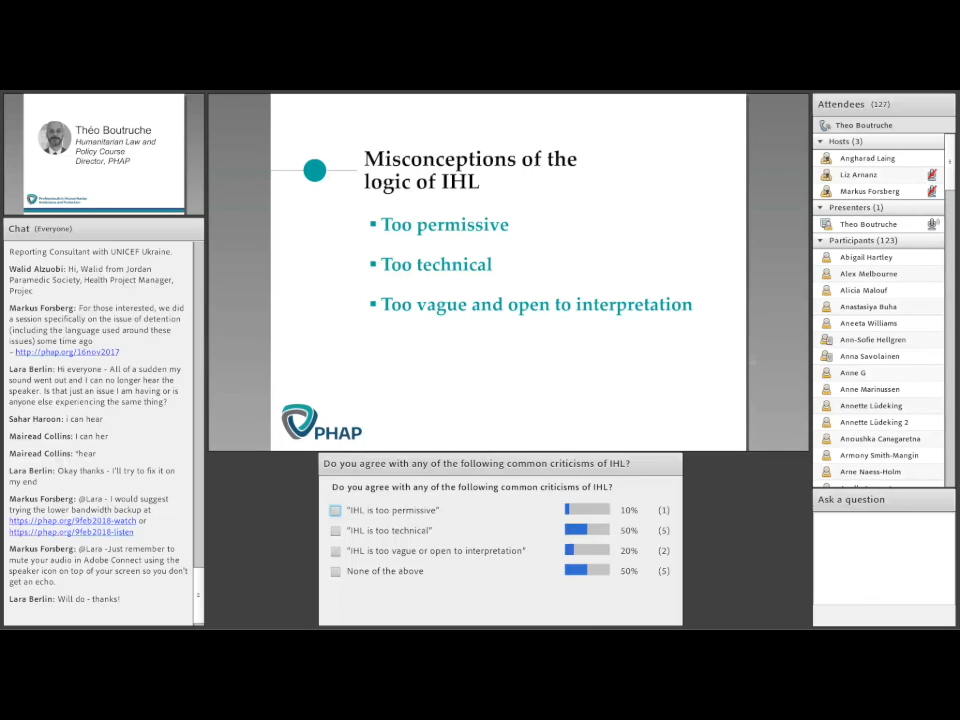 Théo Boutruche
Humanitarian Law and
Policy Course
Director, PHAP
Chat (Everyone)
Reporting Consultant with UNICEF Ukraine.
Walid Alzuobi: Hi, Walid from Jordan
Paramedic Society, Health Project Manager,
Projec
Markus Forsberg: For those interested, we did
a session specifically on the issue of detention
(including the language used around these
issues) some time ago
- http://phap.org/16nov2017
Lara Berlin: Hi everyone - All of a sudden my
sound went out and I can no longer hear the
speaker. Is that just an issue I am having or is
anyone else experiencing the same thing?
Sahar Haroon: i can hear
Mairead Collins: I can her
Mairead Collins: *hear
Lara Berlin: Okay thanks - I'll try to fix it on
my end
Markus Forsberg: @Lara - I would suggest
trying the lower bandwidth backup at
https://phap.org/9feb2018-watch or
https://phap.org/9feb2018-listen
Markus Forsberg: @Lara -Just remember to
mute your audio in Adobe Connect using the
speaker icon on top of your screen so you don't
get an echo.
Lara Berlin: Will do - thanks!
Misconceptions of the
logic of IHL
▪ Too permissive
▪ Too technical
▪ Too vague and open to interpretation
PHAP
Do you agree with any of the following common criticisms of IHL?
Do you agree with any of the following common criticisms of IHL?
"IHL is too permissive" 10% (1)
"IHL is too technical" 50% (5)
"IHL is too vague or open to interpretation" 20% (2)
None of the above 50% (5)
Attendees (127)
Theo Boutruche
Hosts (3)
Angharad Laing
Liz Arnanz
Markus Forsberg
Presenters (1)
Theo Boutruche
Participants (123)
Abigail Hartley
Alex Melbourne
Alicia Malouf
Anastasiya Buha
Aneeta Williams
Ann-Sofie Hellgren
Anna Savolainen
Anne G
Anne Marinussen
Annette Lüdeking
Annette Lüdeking 2
Anoushka Canagaretna
Armony Smith-Mangin
Arne Naess-Holm
Ask a question